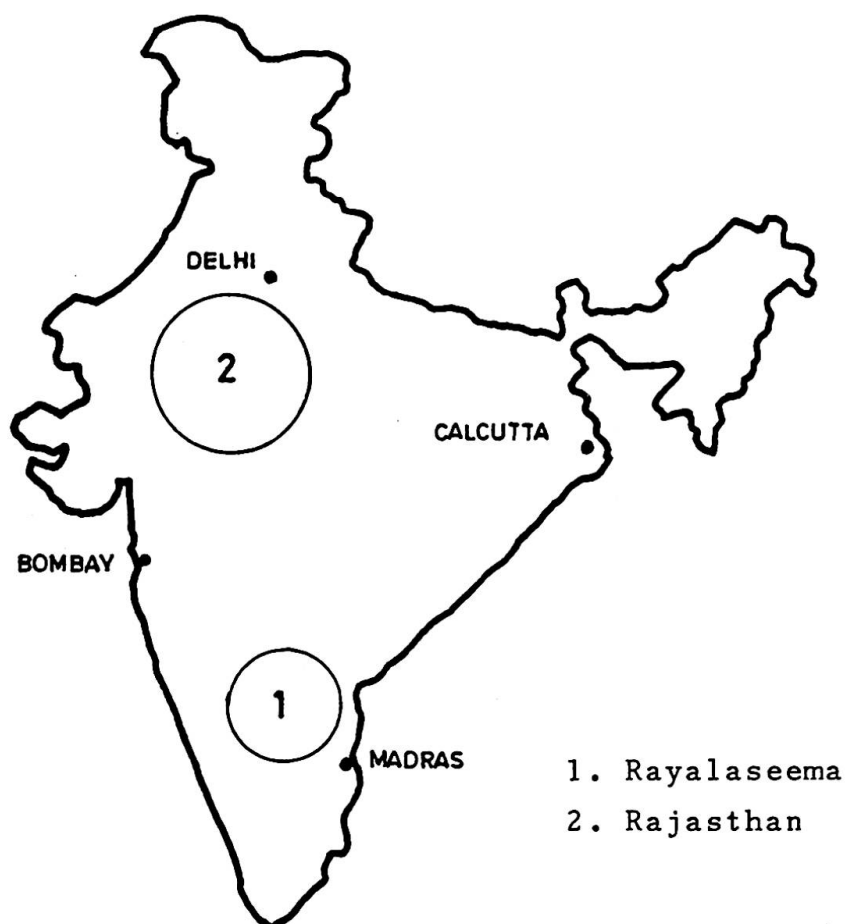 DELHI
2
CALCUTTA
BOMBAY
1
MADRAS
1. Rayalaseema
2. Rajasthan